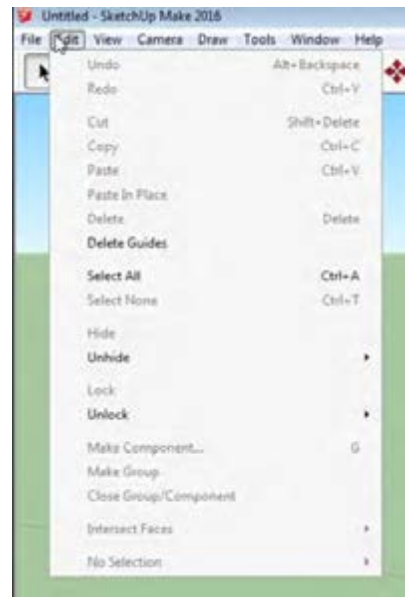 Untitled - SketchUp Make 2016
File Edit View Camera Draw Tools Window Help
Undo Alt+Backspace
Redo Ctrl+Y
Cut Shift+Delete
Copy Ctrl+C
Paste Ctrl+V
Paste In Place
Delete Delete
Delete Guides
Select All Ctrl+A
Select None Ctrl+T
Hide
Unhide
Lock
Unlock
Make Component... G
Make Group
Close Group/Component
Intersect Faces
No Selection